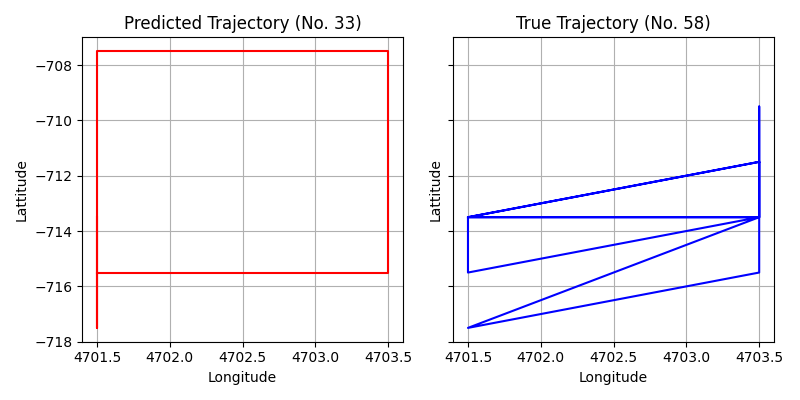 Predicted Trajectory (No. 33)
True Trajectory (No. 58)
−708
−710
−712
−714
−716
−718
Lattitude
Lattitude
4701.5 4702.0 4702.5 4703.0 4703.5
4701.5 4702.0 4702.5 4703.0 4703.5
Longitude
Longitude